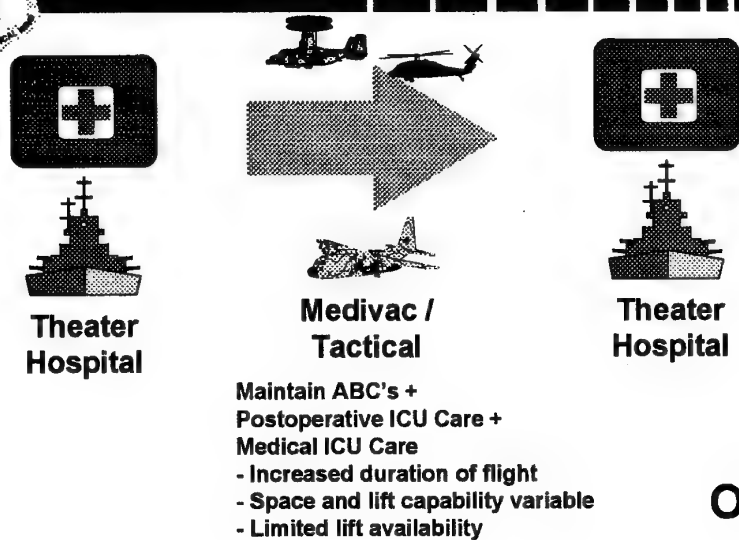 Theater
Hospital
Medivac /
Tactical
Theater
Hospital
Maintain ABC's +
Postoperative ICU Care +
Medical ICU Care
- Increased duration of flight
- Space and lift capability variable
- Limited lift availability
O